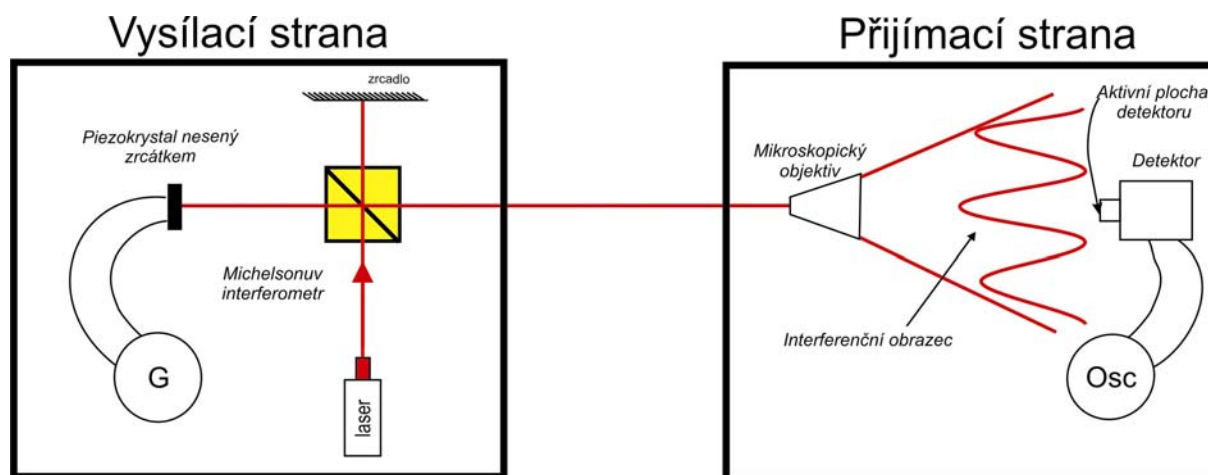 Vysílací strana
Přijímací strana
zrcadlo
Piezokrystal nesený
zrcátkem
Michelsonuv
interferometr
G
laser
Aktivní plocha
detektoru
Mikroskopický
objektiv
Detektor
Interferenční obrazec
Osc